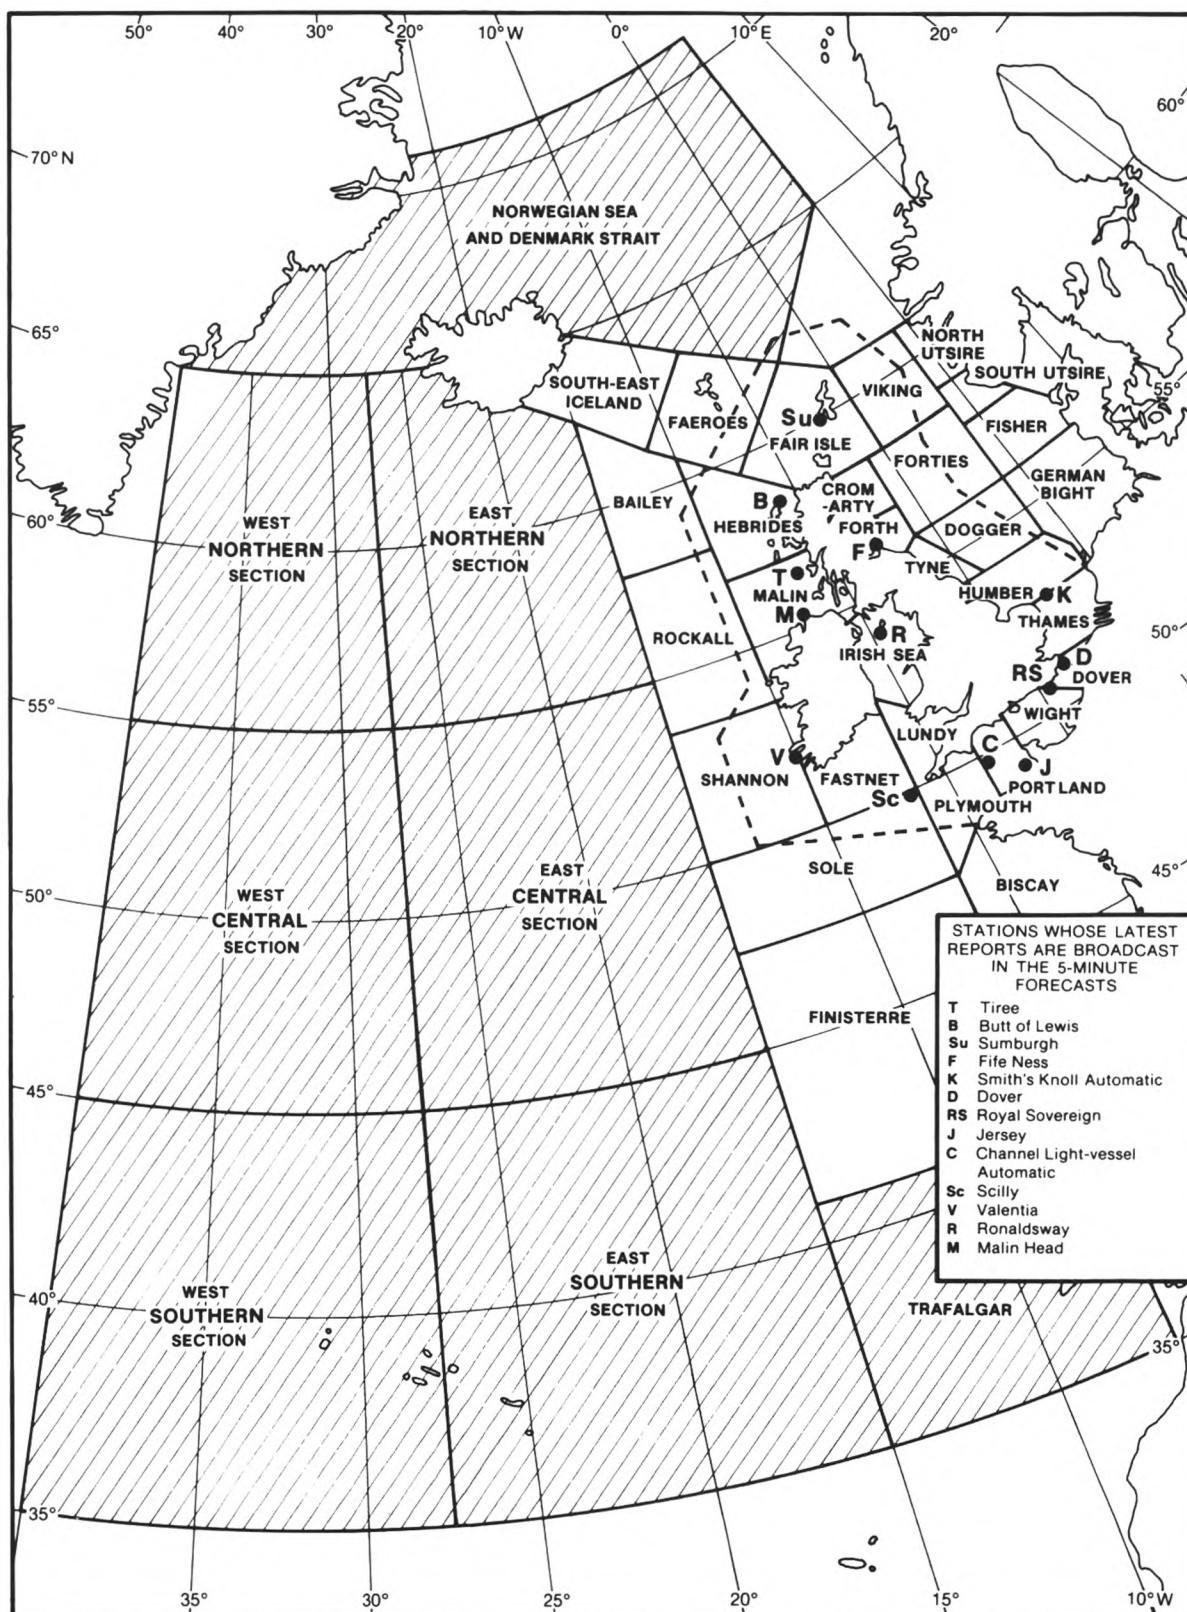 50° 40° 30° 20° 10°W 0° 10°E 20°
60°
70°N
NORWEGIAN SEA
AND DENMARK STRAIT
65°
NORTH
UTSIRE
SOUTH UTSIRE
55°
SOUTH-EAST
ICELAND
FAEROES
VIKING
Su
FAIR ISLE
FISHER
FORTIES
GERMAN
BIGHT
BAILEY
B
HEBRIDES
CROM
-ARTY
FORTH
F
DOGGER
TYNE
60°
WEST
NORTHERN
SECTION
EAST
NORTHERN
SECTION
T
MALIN
M
HUMBER
K
THAMES
50°
ROCKALL
R
IRISH SEA
D
DOVER
RS
WIGHT
55°
LUNDY
C
J
PORTLAND
V
SHANNON
FASTNET
Sc
PLYMOUTH
SOLE
BISCAY
45°
50°
WEST
CENTRAL
SECTION
EAST
CENTRAL
SECTION
FINISTERRE
STATIONS WHOSE LATEST
REPORTS ARE BROADCAST
IN THE 5-MINUTE
FORECASTS
T Tiree
B Butt of Lewis
Su Sumburgh
F Fife Ness
K Smith's Knoll Automatic
D Dover
RS Royal Sovereign
J Jersey
C Channel Light-vessel
Automatic
Sc Scilly
V Valentia
R Ronaldsway
M Malin Head
45°
40°
WEST
SOUTHERN
SECTION
EAST
SOUTHERN
SECTION
TRAFALGAR
35°
35°
35° 30° 25° 20° 15° 10°W